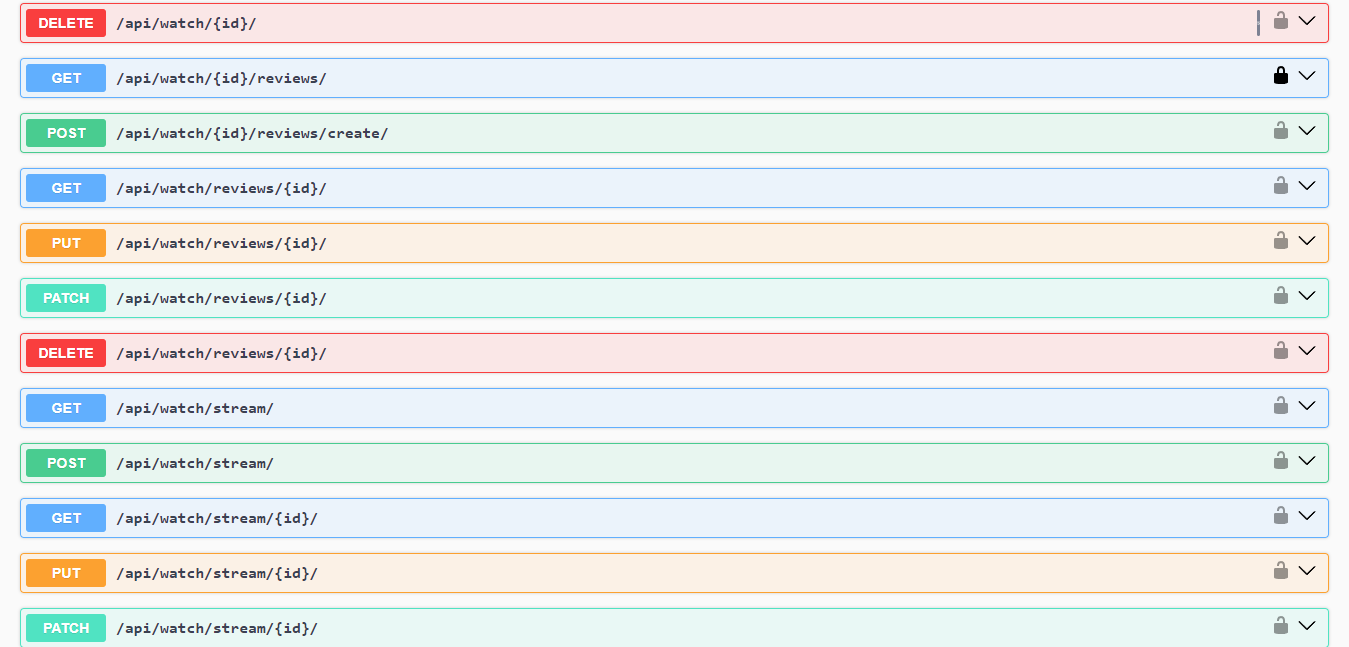 DELETE /api/watch/{id}/
GET /api/watch/{id}/reviews/
POST /api/watch/{id}/reviews/create/
GET /api/watch/reviews/{id}/
PUT /api/watch/reviews/{id}/
PATCH /api/watch/reviews/{id}/
DELETE /api/watch/reviews/{id}/
GET /api/watch/stream/
POST /api/watch/stream/
GET /api/watch/stream/{id}/
PUT /api/watch/stream/{id}/
PATCH /api/watch/stream/{id}/